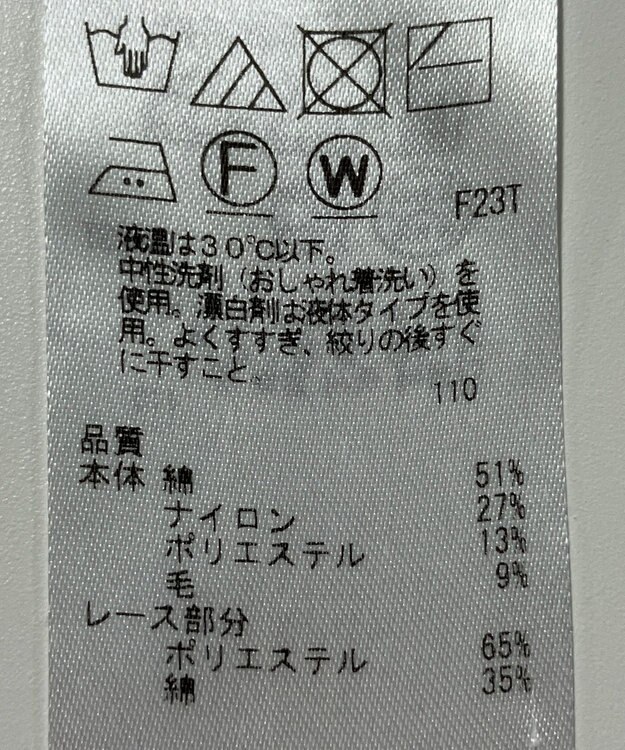 F W
F23T
液温は30℃以下。
中性洗剤（おしゃれ着洗い）を
使用。漂白剤は液体タイプを使
用。よくすすぎ、絞りの後すぐ
に干すこと。
110
品質
本体 綿 51%
ナイロン 27%
ポリエステル 13%
毛 9%
レース部分
ポリエステル 65%
綿 35%